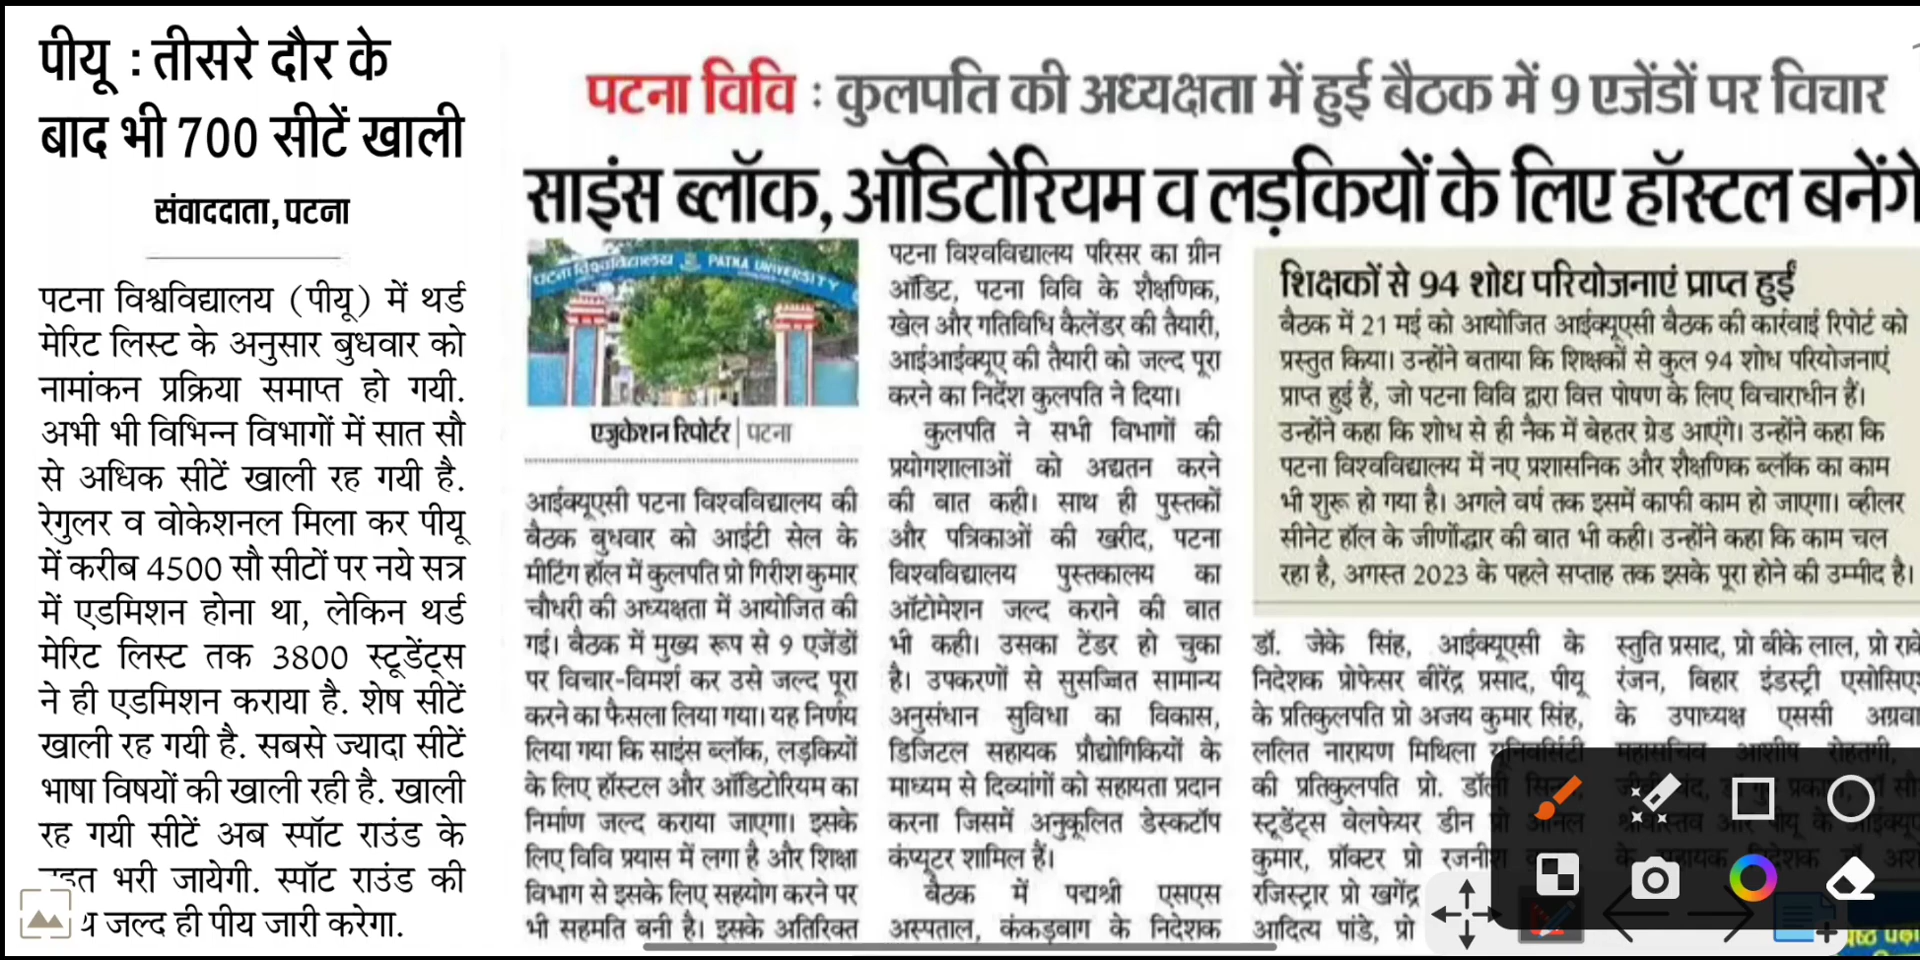 पीयू : तीसरे दौर के
बाद भी 700 सीटें खाली
संवाददाता, पटना
पटना विश्वविद्यालय (पीयू) में थर्ड
मेरिट लिस्ट के अनुसार बुधवार को
नामांकन प्रक्रिया समाप्त हो गयी.
अभी भी विभिन्न विभागों में सात सौ
से अधिक सीटें खाली रह गयी है.
रेगुलर व वोकेशनल मिला कर पीयू
में करीब 4500 सौ सीटों पर नये सत्र
में एडमिशन होना था, लेकिन थर्ड
मेरिट लिस्ट तक 3800 स्टूडेंट्स
ने ही एडमिशन कराया है. शेष सीटें
खाली रह गयी है. सबसे ज्यादा सीटें
भाषा विषयों की खाली रही है. खाली
रह गयी सीटें अब स्पॉट राउंड के
भरी जायेगी. स्पॉट राउंड की
जल्द ही पीय जारी करेगा.
पटना विवि : कुलपति की अध्यक्षता में हुई बैठक में 9 एजेंडों पर विचार
साइंस ब्लॉक, ऑडिटोरियम व लड़कियों के लिए हॉस्टल बनेंगे
पटना विश्वविद्यालय PATNA UNIVERSITY
एजुकेशन रिपोर्टर | पटना
आईक्यूएसी पटना विश्वविद्यालय की
बैठक बुधवार को आईटी सेल के
मीटिंग हॉल में कुलपति प्रो गिरीश कुमार
चौधरी की अध्यक्षता में आयोजित की
गई। बैठक में मुख्य रूप से 9 एजेंडों
पर विचार-विमर्श कर उसे जल्द पूरा
करने का फैसला लिया गया। यह निर्णय
लिया गया कि साइंस ब्लॉक, लड़कियों
के लिए हॉस्टल और ऑडिटोरियम का
निर्माण जल्द कराया जाएगा। इसके
लिए विवि प्रयास में लगा है और शिक्षा
विभाग से इसके लिए सहयोग करने पर
भी सहमति बनी है। इसके अतिरिक्त
पटना विश्वविद्यालय परिसर का ग्रीन
ऑडिट, पटना विवि के शैक्षणिक,
खेल और गतिविधि कैलेंडर की तैयारी,
आईआईक्यूए की तैयारी को जल्द पूरा
करने का निर्देश कुलपति ने दिया।
कुलपति ने सभी विभागों की
प्रयोगशालाओं को अद्यतन करने
की बात कही। साथ ही पुस्तकों
और पत्रिकाओं की खरीद, पटना
विश्वविद्यालय पुस्तकालय का
ऑटोमेशन जल्द कराने की बात
भी कही। उसका टेंडर हो चुका
है। उपकरणों से सुसज्जित सामान्य
अनुसंधान सुविधा का विकास,
डिजिटल सहायक प्रौद्योगिकियों के
माध्यम से दिव्यांगों को सहायता प्रदान
करना जिसमें अनुकूलित डेस्कटॉप
कंप्यूटर शामिल हैं।
बैठक में पद्मश्री एसएस
अस्पताल, कंकड़बाग के निदेशक
शिक्षकों से 94 शोध परियोजनाएं प्राप्त हुईं
बैठक में 21 मई को आयोजित आईक्यूएसी बैठक की कार्रवाई रिपोर्ट को
प्रस्तुत किया। उन्होंने बताया कि शिक्षकों से कुल 94 शोध परियोजनाएं
प्राप्त हुई हैं, जो पटना विवि द्वारा वित्त पोषण के लिए विचाराधीन हैं।
उन्होंने कहा कि शोध से ही नैक में बेहतर ग्रेड आएंगे। उन्होंने कहा कि
पटना विश्वविद्यालय में नए प्रशासनिक और शैक्षणिक ब्लॉक का काम
भी शुरू हो गया है। अगले वर्ष तक इसमें काफी काम हो जाएगा। व्हीलर
सीनेट हॉल के जीर्णोद्धार की बात भी कही। उन्होंने कहा कि काम चल
रहा है, अगस्त 2023 के पहले सप्ताह तक इसके पूरा होने की उम्मीद है।
डॉ. जेके सिंह, आईक्यूएसी के
निदेशक प्रोफेसर बीरेंद्र प्रसाद, पीयू
के प्रतिकुलपति प्रो अजय कुमार सिंह,
ललित नारायण मिथिला यूनिवर्सिटी
की प्रतिकुलपति प्रो. डॉली
स्टूडेंट्स वेलफेयर डीन प्रो अनिल
कुमार, प्रॉक्टर प्रो रजनीश
रजिस्ट्रार प्रो खगेंद्र
आदित्य पांडे, प्रो
स्तुति प्रसाद, प्रो बीके लाल, प्रो
रंजन, बिहार इंडस्ट्री
के उपाध्यक्ष एससी
महासचिव आशीष रोहतगी,